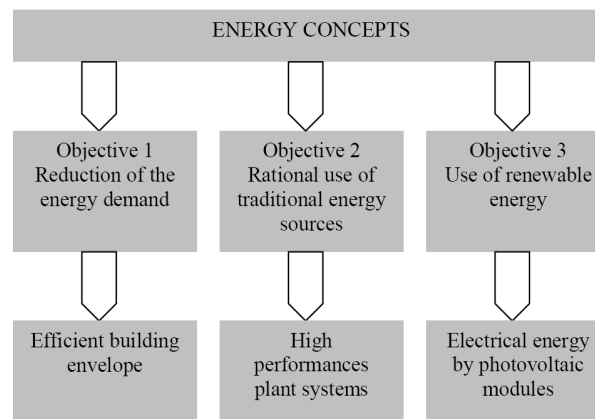 ENERGY CONCEPTS
Objective 1
Reduction of the
energy demand
Objective 2
Rational use of
traditional energy
sources
Objective 3
Use of renewable
energy
Efficient building
envelope
High
performances
plant systems
Electrical energy
by photovoltaic
modules